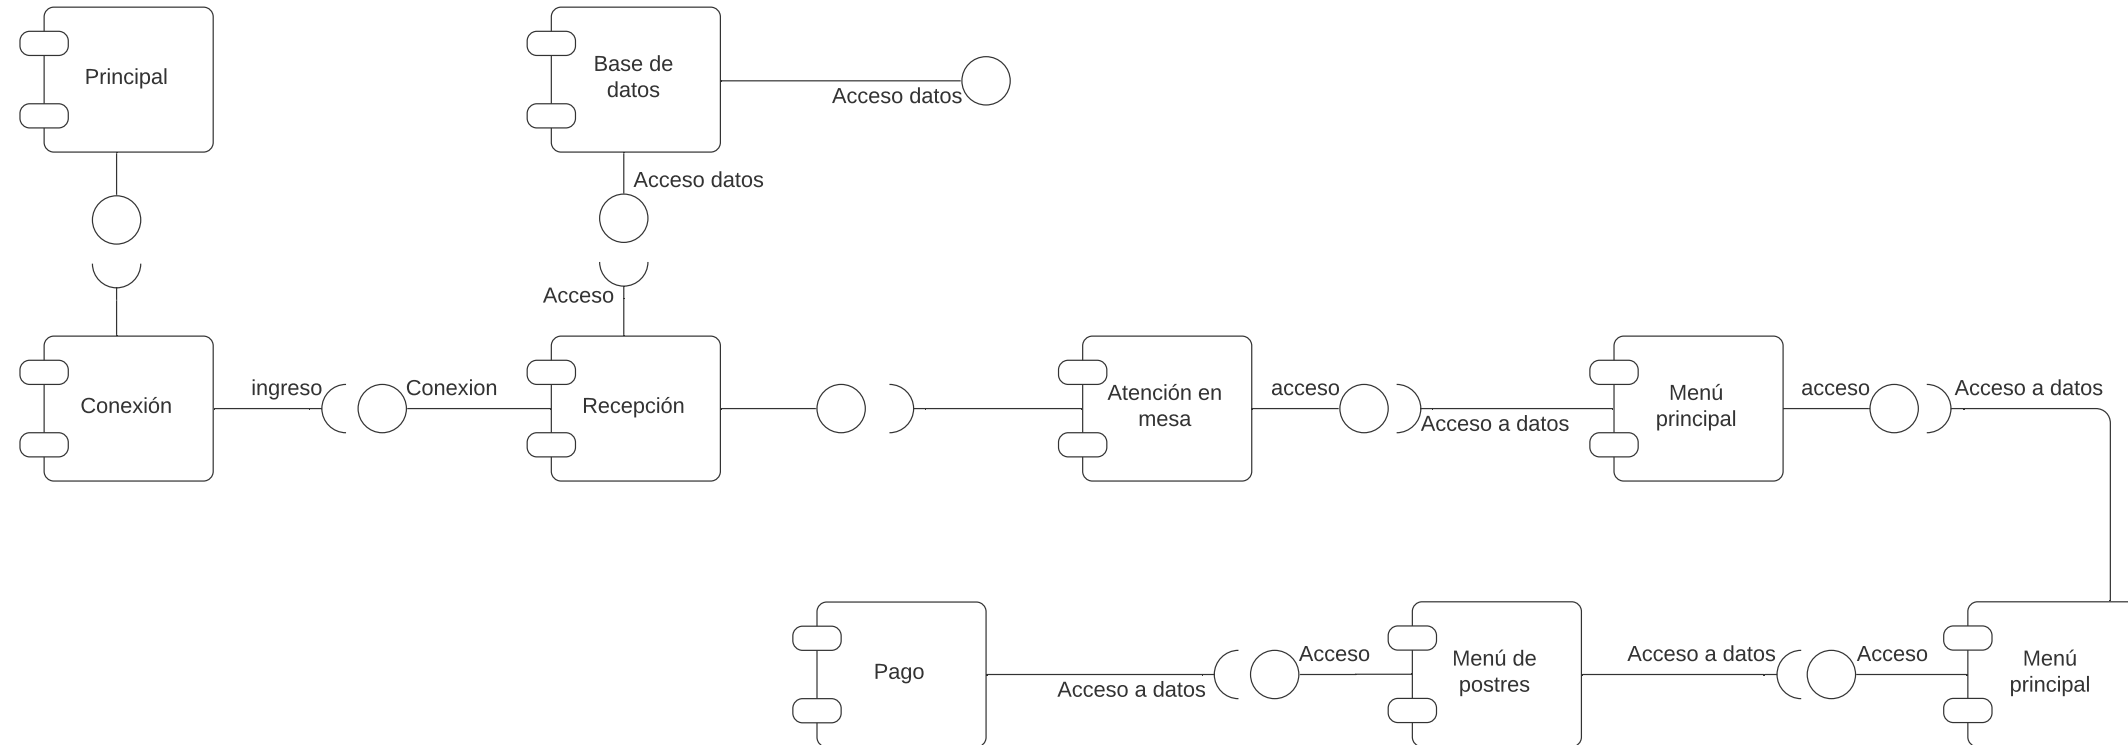 Principal
Base de
datos
Acceso datos
Acceso datos
Acceso
Conexión
ingreso
Conexion
Recepción
Atención en
mesa
acceso
Acceso a datos
Menú
principal
acceso
Acceso a datos
Pago
Acceso a datos
Acceso
Menú de
postres
Acceso a datos
Acceso
Menú
principal